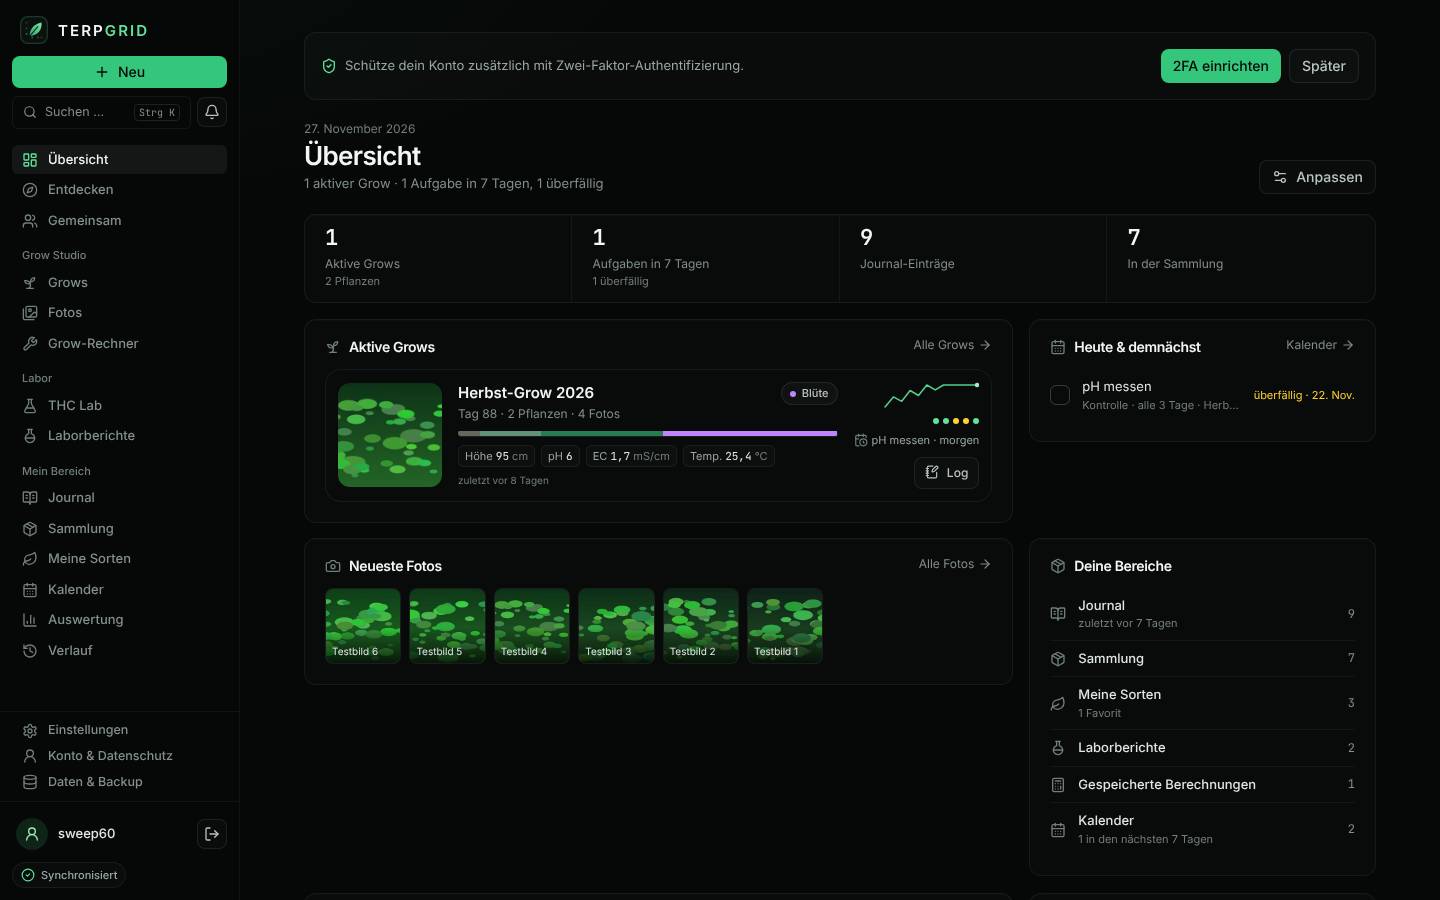 TERPGRID
Neu
Suchen ...
Strg K
Übersicht
Entdecken
Gemeinsam
Grow Studio
Grows
Fotos
Grow-Rechner
Labor
THC Lab
Laborberichte
Mein Bereich
Journal
Sammlung
Meine Sorten
Kalender
Auswertung
Verlauf
Einstellungen
Konto & Datenschutz
Daten & Backup
sweep60
Synchronisiert
Schütze dein Konto zusätzlich mit Zwei-Faktor-Authentifizierung.
2FA einrichten
Später
27. November 2026
Übersicht
1 aktiver Grow · 1 Aufgabe in 7 Tagen, 1 überfällig
Anpassen
1
Aktive Grows
2 Pflanzen
1
Aufgaben in 7 Tagen
1 überfällig
9
Journal-Einträge
7
In der Sammlung
Aktive Grows
Alle Grows →
Herbst-Grow 2026
Blüte
Tag 88 · 2 Pflanzen · 4 Fotos
Höhe 95 cm
pH 6
EC 1,7 mS/cm
Temp. 25,4 °C
zuletzt vor 8 Tagen
pH messen · morgen
Log
Heute & demnächst
Kalender →
pH messen
Kontrolle · alle 3 Tage · Herb...
überfällig · 22. Nov.
Neueste Fotos
Alle Fotos →
Testbild 6
Testbild 5
Testbild 4
Testbild 3
Testbild 2
Testbild 1
Deine Bereiche
Journal
zuletzt vor 7 Tagen
9
Sammlung
7
Meine Sorten
1 Favorit
3
Laborberichte
2
Gespeicherte Berechnungen
1
Kalender
1 in den nächsten 7 Tagen
2